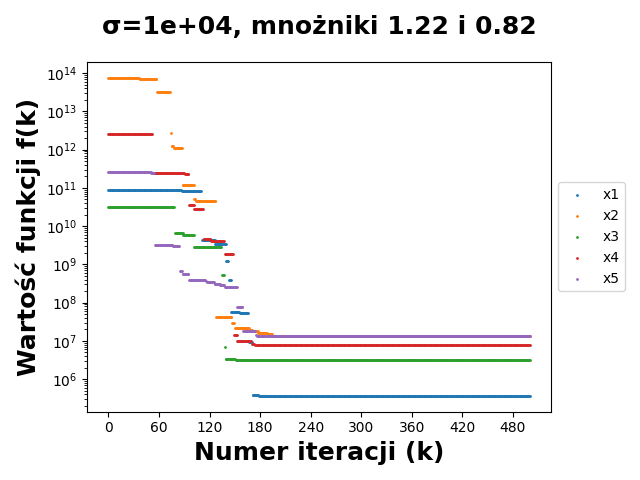 σ=1e+04, mnożniki 1.22 i 0.82
Wartość funkcji f(k)
10¹⁴
10¹³
10¹²
10¹¹
10¹⁰
10⁹
10⁸
10⁷
10⁶
0 60 120 180 240 300 360 420 480
Numer iteracji (k)
x1
x2
x3
x4
x5